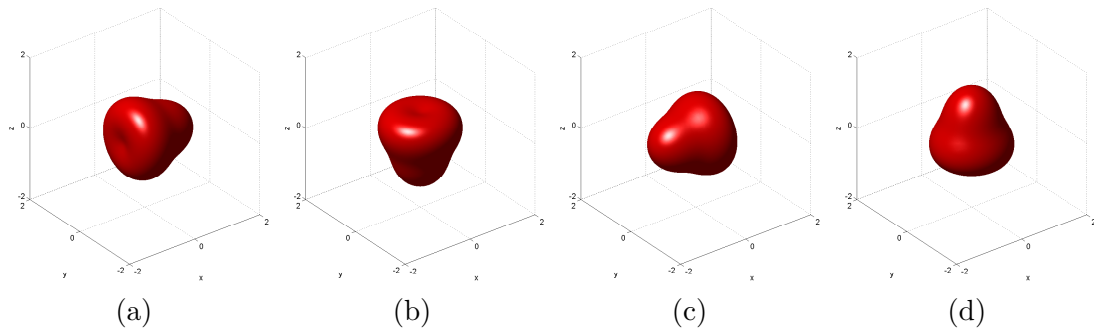 2 2 2 2
z 0 z 0 z 0 z 0
-2 -2 -2 -2
2 2 2 2 2 2 2 2
0 0 0 0 0 0 0 0
y -2 -2 x y -2 -2 x y -2 -2 x y -2 -2 x
(a) (b) (c) (d)